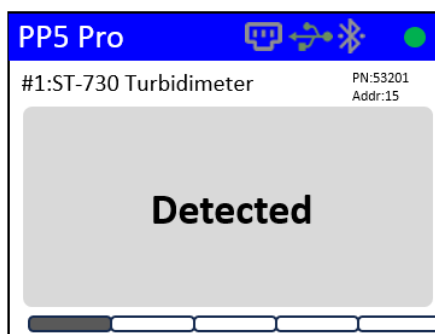 PP5 Pro
#1:ST-730 Turbidimeter
PN:53201
Addr:15
Detected